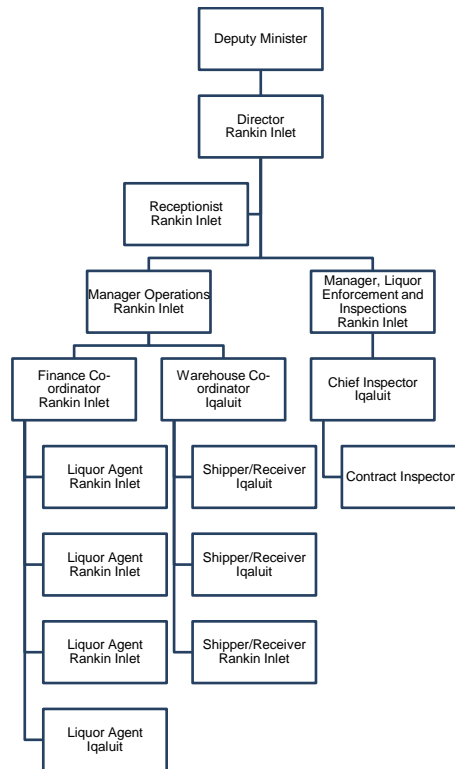 Deputy Minister
Director
Rankin Inlet
Receptionist
Rankin Inlet
Manager Operations
Rankin Inlet
Manager, Liquor
Enforcement and
Inspections
Rankin Inlet
Finance Co-
ordinator
Rankin Inlet
Warehouse Co-
ordinator
Iqaluit
Chief Inspector
Iqaluit
Liquor Agent
Rankin Inlet
Shipper/Receiver
Iqaluit
Contract Inspector
Liquor Agent
Rankin Inlet
Shipper/Receiver
Iqaluit
Liquor Agent
Rankin Inlet
Shipper/Receiver
Rankin Inlet
Liquor Agent
Iqaluit